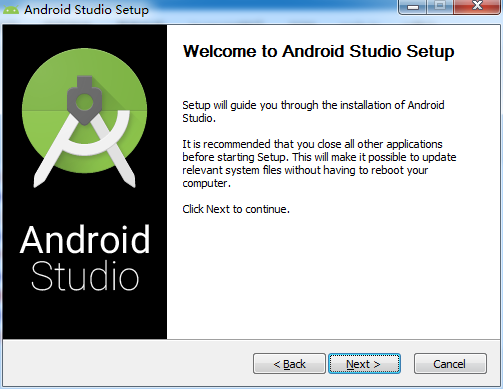 Android Studio Setup
Welcome to Android Studio Setup
Setup will guide you through the installation of Android
Studio.
It is recommended that you close all other applications
before starting Setup. This will make it possible to update
relevant system files without having to reboot your
computer.
Click Next to continue.
Android
Studio
< Back
Next >
Cancel